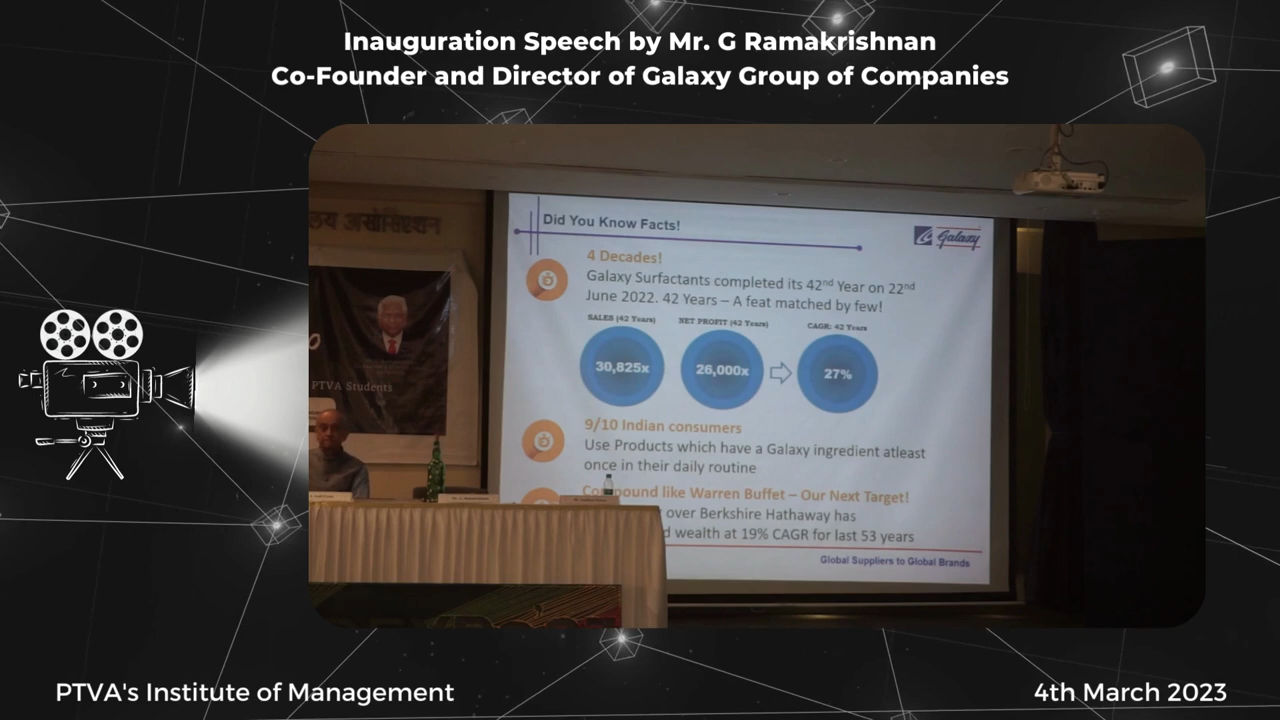 Inauguration Speech by Mr. G Ramakrishnan
Co-Founder and Director of Galaxy Group of Companies
असोसिएशन
PTVA Students
Did You Know Facts!
Galaxy
4 Decades!
Galaxy Surfactants completed its 42nd Year on 22nd
June 2022. 42 Years – A feat matched by few!
SALES (42 Years)
NET PROFIT (42 Years)
CAGR: 42 Years
30,825x
26,000x
27%
9/10 Indian consumers
Use Products which have a Galaxy ingredient atleast
once in their daily routine
like Warren Buffet – Our Next Target!
over Berkshire Hathaway has
wealth at 19% CAGR for last 53 years
Global Suppliers to Global Brands
PTVA's Institute of Management
4th March 2023